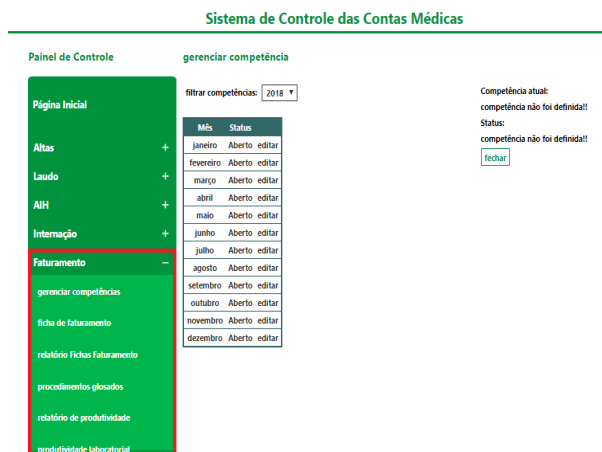 Sistema de Controle das Contas Médicas
Painel de Controle
Página Inicial
Altas +
Laudo +
AIH +
Internação +
Faturamento −
gerenciar competências
ficha de faturamento
relatório Fichas Faturamento
procedimentos glosados
relatório de produtividade
produtividade laboratorial
gerenciar competência
filtrar competências: 2018
Mês Status
janeiro Aberto editar
fevereiro Aberto editar
março Aberto editar
abril Aberto editar
maio Aberto editar
junho Aberto editar
julho Aberto editar
agosto Aberto editar
setembro Aberto editar
outubro Aberto editar
novembro Aberto editar
dezembro Aberto editar
Competência atual:
competência não foi definida!!
Status:
competência não foi definida!!
fechar